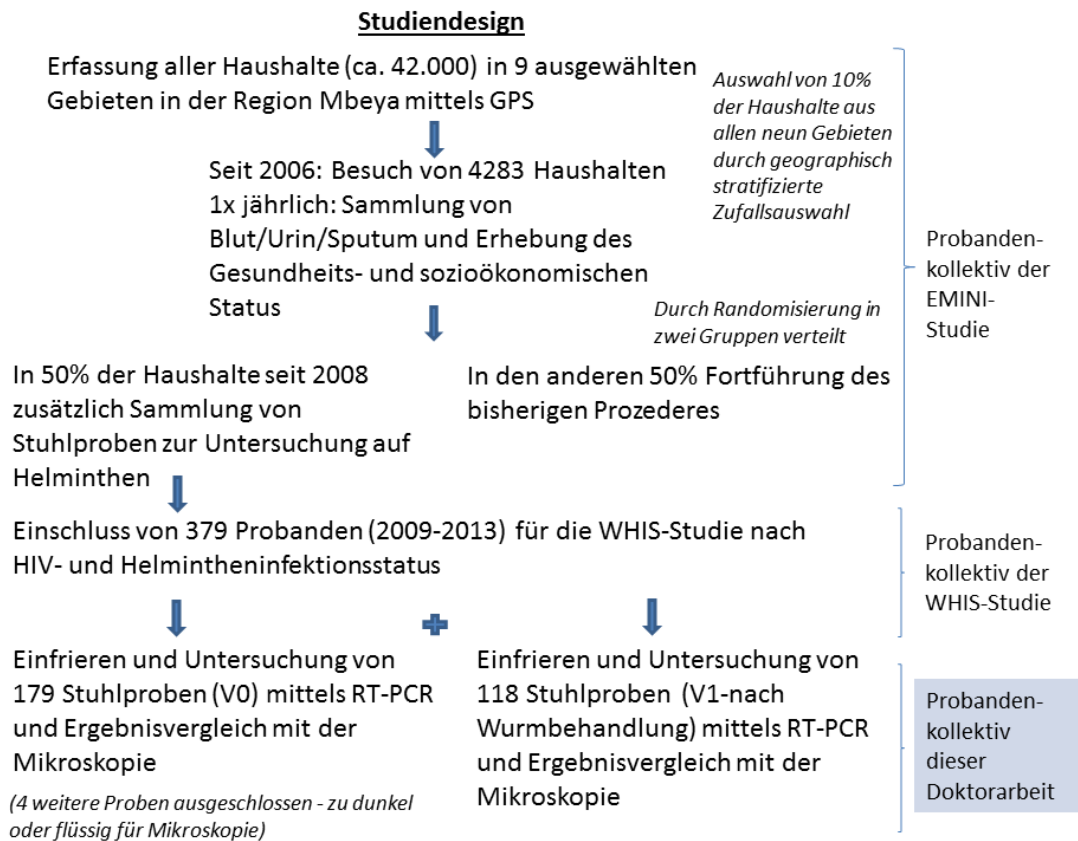 Studiendesign
Erfassung aller Haushalte (ca. 42.000) in 9 ausgewählten
Gebieten in der Region Mbeya mittels GPS
Auswahl von 10%
der Haushalte aus
allen neun Gebieten
durch geographisch
stratifizierte
Zufallsauswahl
Seit 2006: Besuch von 4283 Haushalten
1x jährlich: Sammlung von
Blut/Urin/Sputum und Erhebung des
Gesundheits- und sozioökonomischen
Status
Probanden-
kollektiv der
EMINI-
Studie
Durch Randomisierung in
zwei Gruppen verteilt
In 50% der Haushalte seit 2008
zusätzlich Sammlung von
Stuhlproben zur Untersuchung auf
Helminthen
In den anderen 50% Fortführung des
bisherigen Prozederes
Einschluss von 379 Probanden (2009-2013) für die WHIS-Studie nach
HIV- und Helmintheninfektionsstatus
Probanden-
kollektiv der
WHIS-Studie
Einfrieren und Untersuchung von
179 Stuhlproben (V0) mittels RT-PCR
und Ergebnisvergleich mit der
Mikroskopie
(4 weitere Proben ausgeschlossen - zu dunkel
oder flüssig für Mikroskopie)
Einfrieren und Untersuchung von
118 Stuhlproben (V1-nach
Wurmbehandlung) mittels RT-PCR
und Ergebnisvergleich mit der
Mikroskopie
Probanden-
kollektiv
dieser
Doktorarbeit